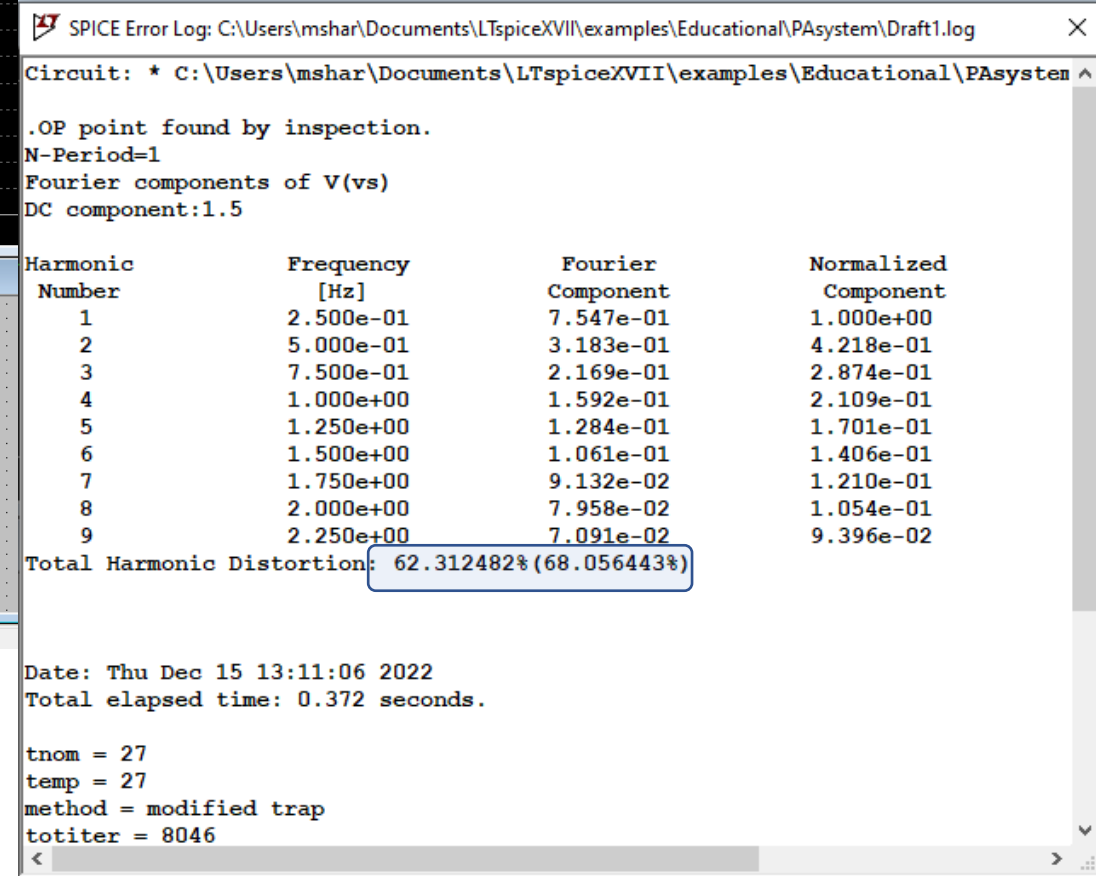 SPICE Error Log: C:\Users\mshar\Documents\LTspiceXVII\examples\Educational\PAsystem\Draft1.log
Circuit: * C:\Users\mshar\Documents\LTspiceXVII\examples\Educational\PAsystem
.OP point found by inspection.
N-Period=1
Fourier components of V(vs)
DC component:1.5
Harmonic Frequency Fourier Normalized
Number [Hz] Component Component
1 2.500e-01 7.547e-01 1.000e+00
2 5.000e-01 3.183e-01 4.218e-01
3 7.500e-01 2.169e-01 2.874e-01
4 1.000e+00 1.592e-01 2.109e-01
5 1.250e+00 1.284e-01 1.701e-01
6 1.500e+00 1.061e-01 1.406e-01
7 1.750e+00 9.132e-02 1.210e-01
8 2.000e+00 7.958e-02 1.054e-01
9 2.250e+00 7.091e-02 9.396e-02
Total Harmonic Distortion: 62.312482%(68.056443%)
Date: Thu Dec 15 13:11:06 2022
Total elapsed time: 0.372 seconds.
tnom = 27
temp = 27
method = modified trap
totiter = 8046